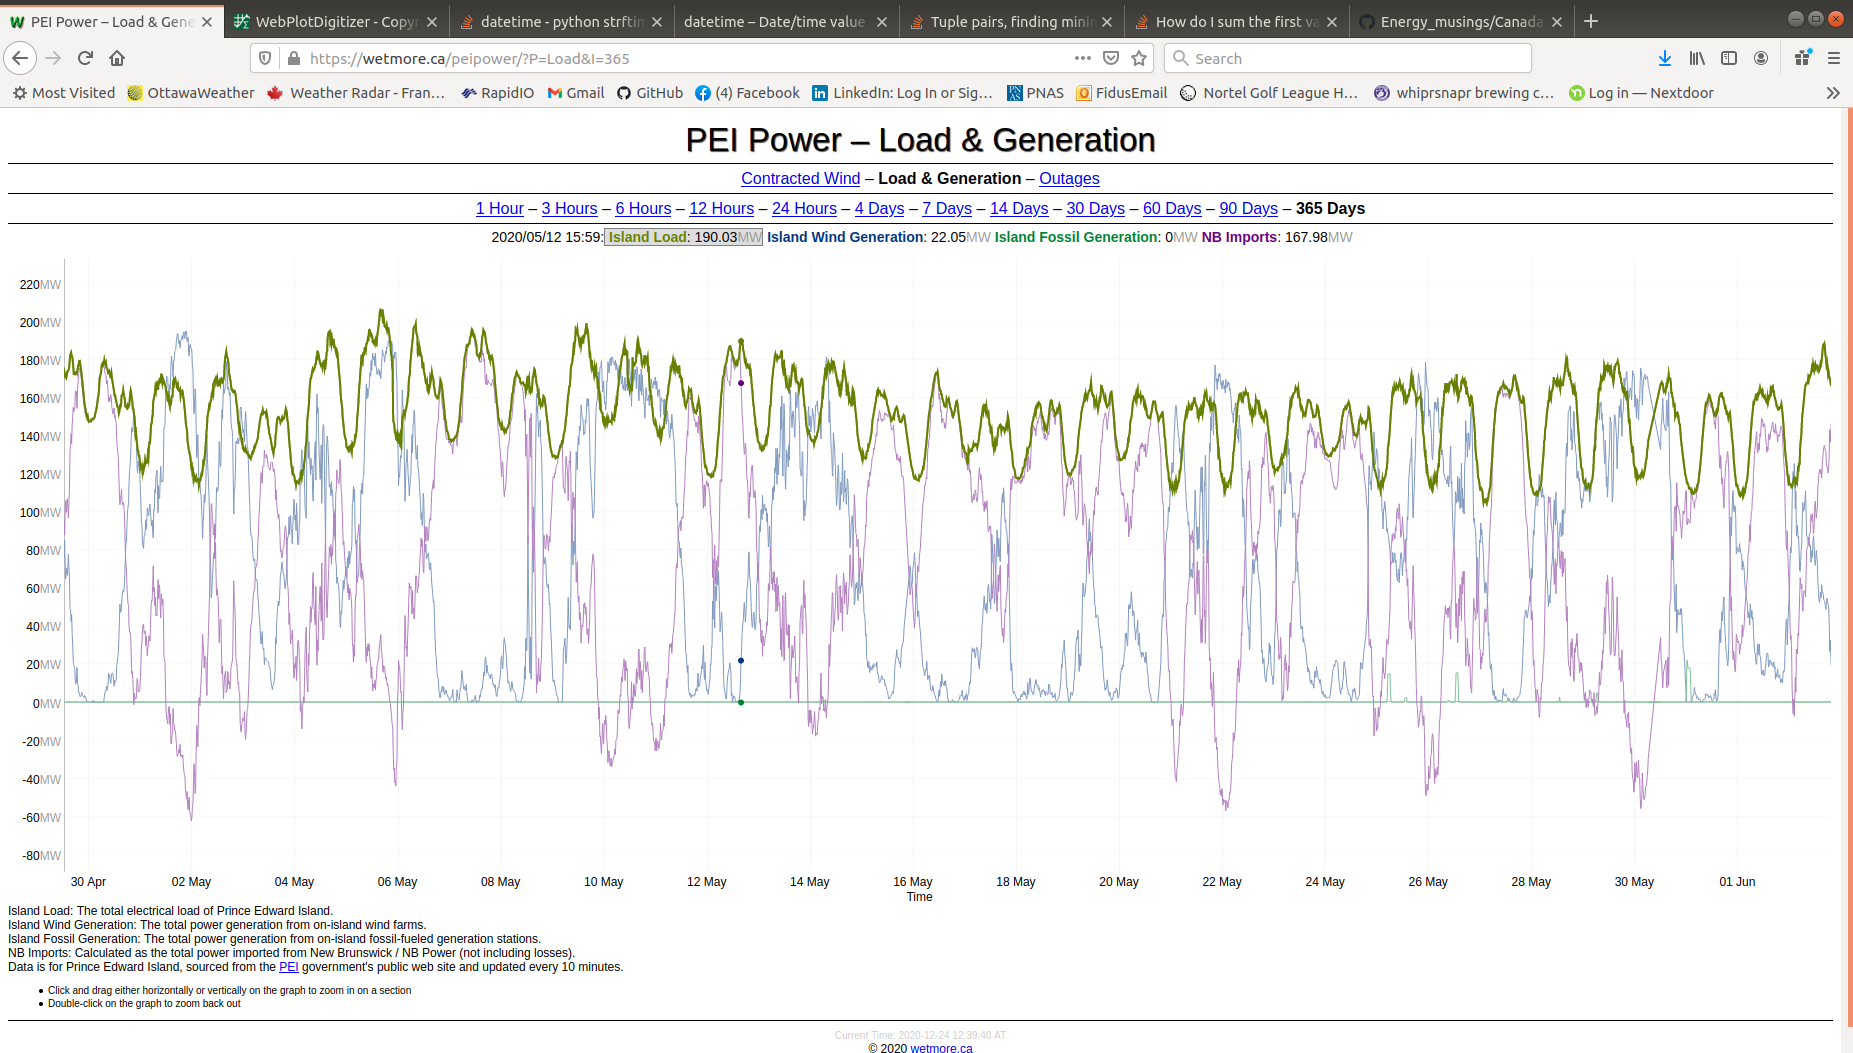 PEI Power – Load & Gene
WebPlotDigitizer - Copyr
datetime - python strftim
datetime – Date/time value
Tuple pairs, finding minim
How do I sum the first va
Energy_musings/Canada
https://wetmore.ca/peipower/?P=Load&I=365
Search
Most Visited OttawaWeather Weather Radar - Fran… RapidIO Gmail GitHub (4) Facebook LinkedIn: Log In or Sig… PNAS FidusEmail Nortel Golf League H… whiprsnapr brewing c… Log in — Nextdoor
PEI Power – Load & Generation
Contracted Wind – Load & Generation – Outages
1 Hour – 3 Hours – 6 Hours – 12 Hours – 24 Hours – 4 Days – 7 Days – 14 Days – 30 Days – 60 Days – 90 Days – 365 Days
2020/05/12 15:59: Island Load: 190.03MW Island Wind Generation: 22.05MW Island Fossil Generation: 0MW NB Imports: 167.98MW
220MW
200MW
180MW
160MW
140MW
120MW
100MW
80MW
60MW
40MW
20MW
0MW
-20MW
-40MW
-60MW
-80MW
30 Apr 02 May 04 May 06 May 08 May 10 May 12 May 14 May 16 May 18 May 20 May 22 May 24 May 26 May 28 May 30 May 01 Jun
Time
Island Load: The total electrical load of Prince Edward Island.
Island Wind Generation: The total power generation from on-island wind farms.
Island Fossil Generation: The total power generation from on-island fossil-fueled generation stations.
NB Imports: Calculated as the total power imported from New Brunswick / NB Power (not including losses).
Data is for Prince Edward Island, sourced from the PEI government's public web site and updated every 10 minutes.
• Click and drag either horizontally or vertically on the graph to zoom in on a section
• Double-click on the graph to zoom back out
Current Time: 2020-12-24 12:39:40 AT
© 2020 wetmore.ca